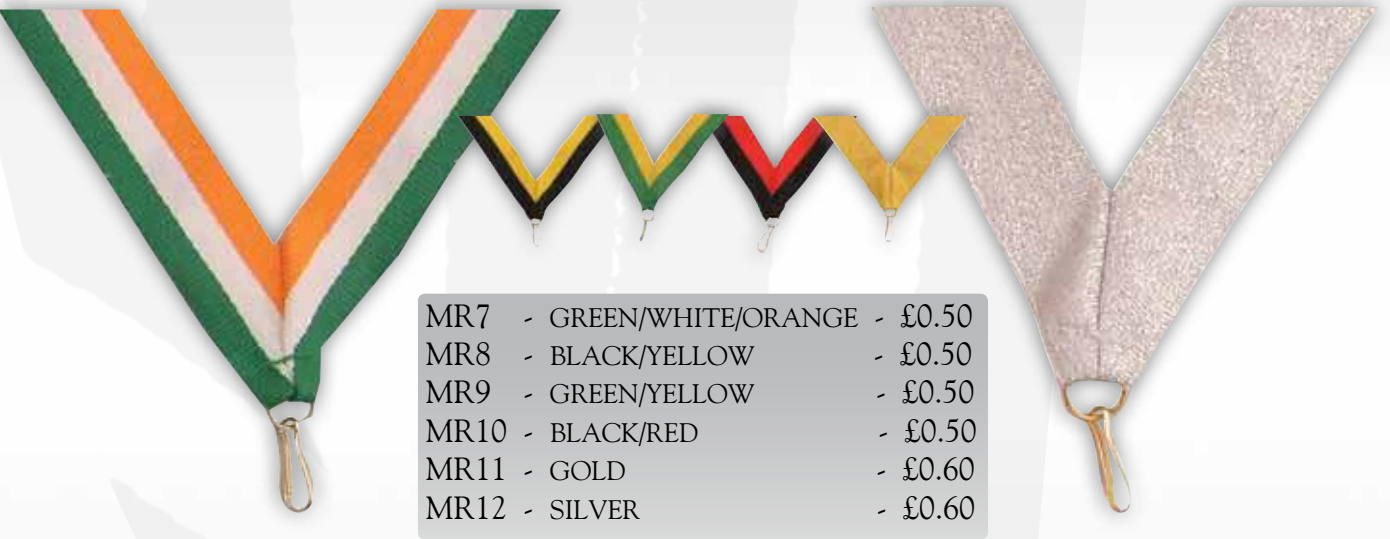 MR7 - GREEN/WHITE/ORANGE - £0.50
MR8 - BLACK/YELLOW - £0.50
MR9 - GREEN/YELLOW - £0.50
MR10 - BLACK/RED - £0.50
MR11 - GOLD - £0.60
MR12 - SILVER - £0.60